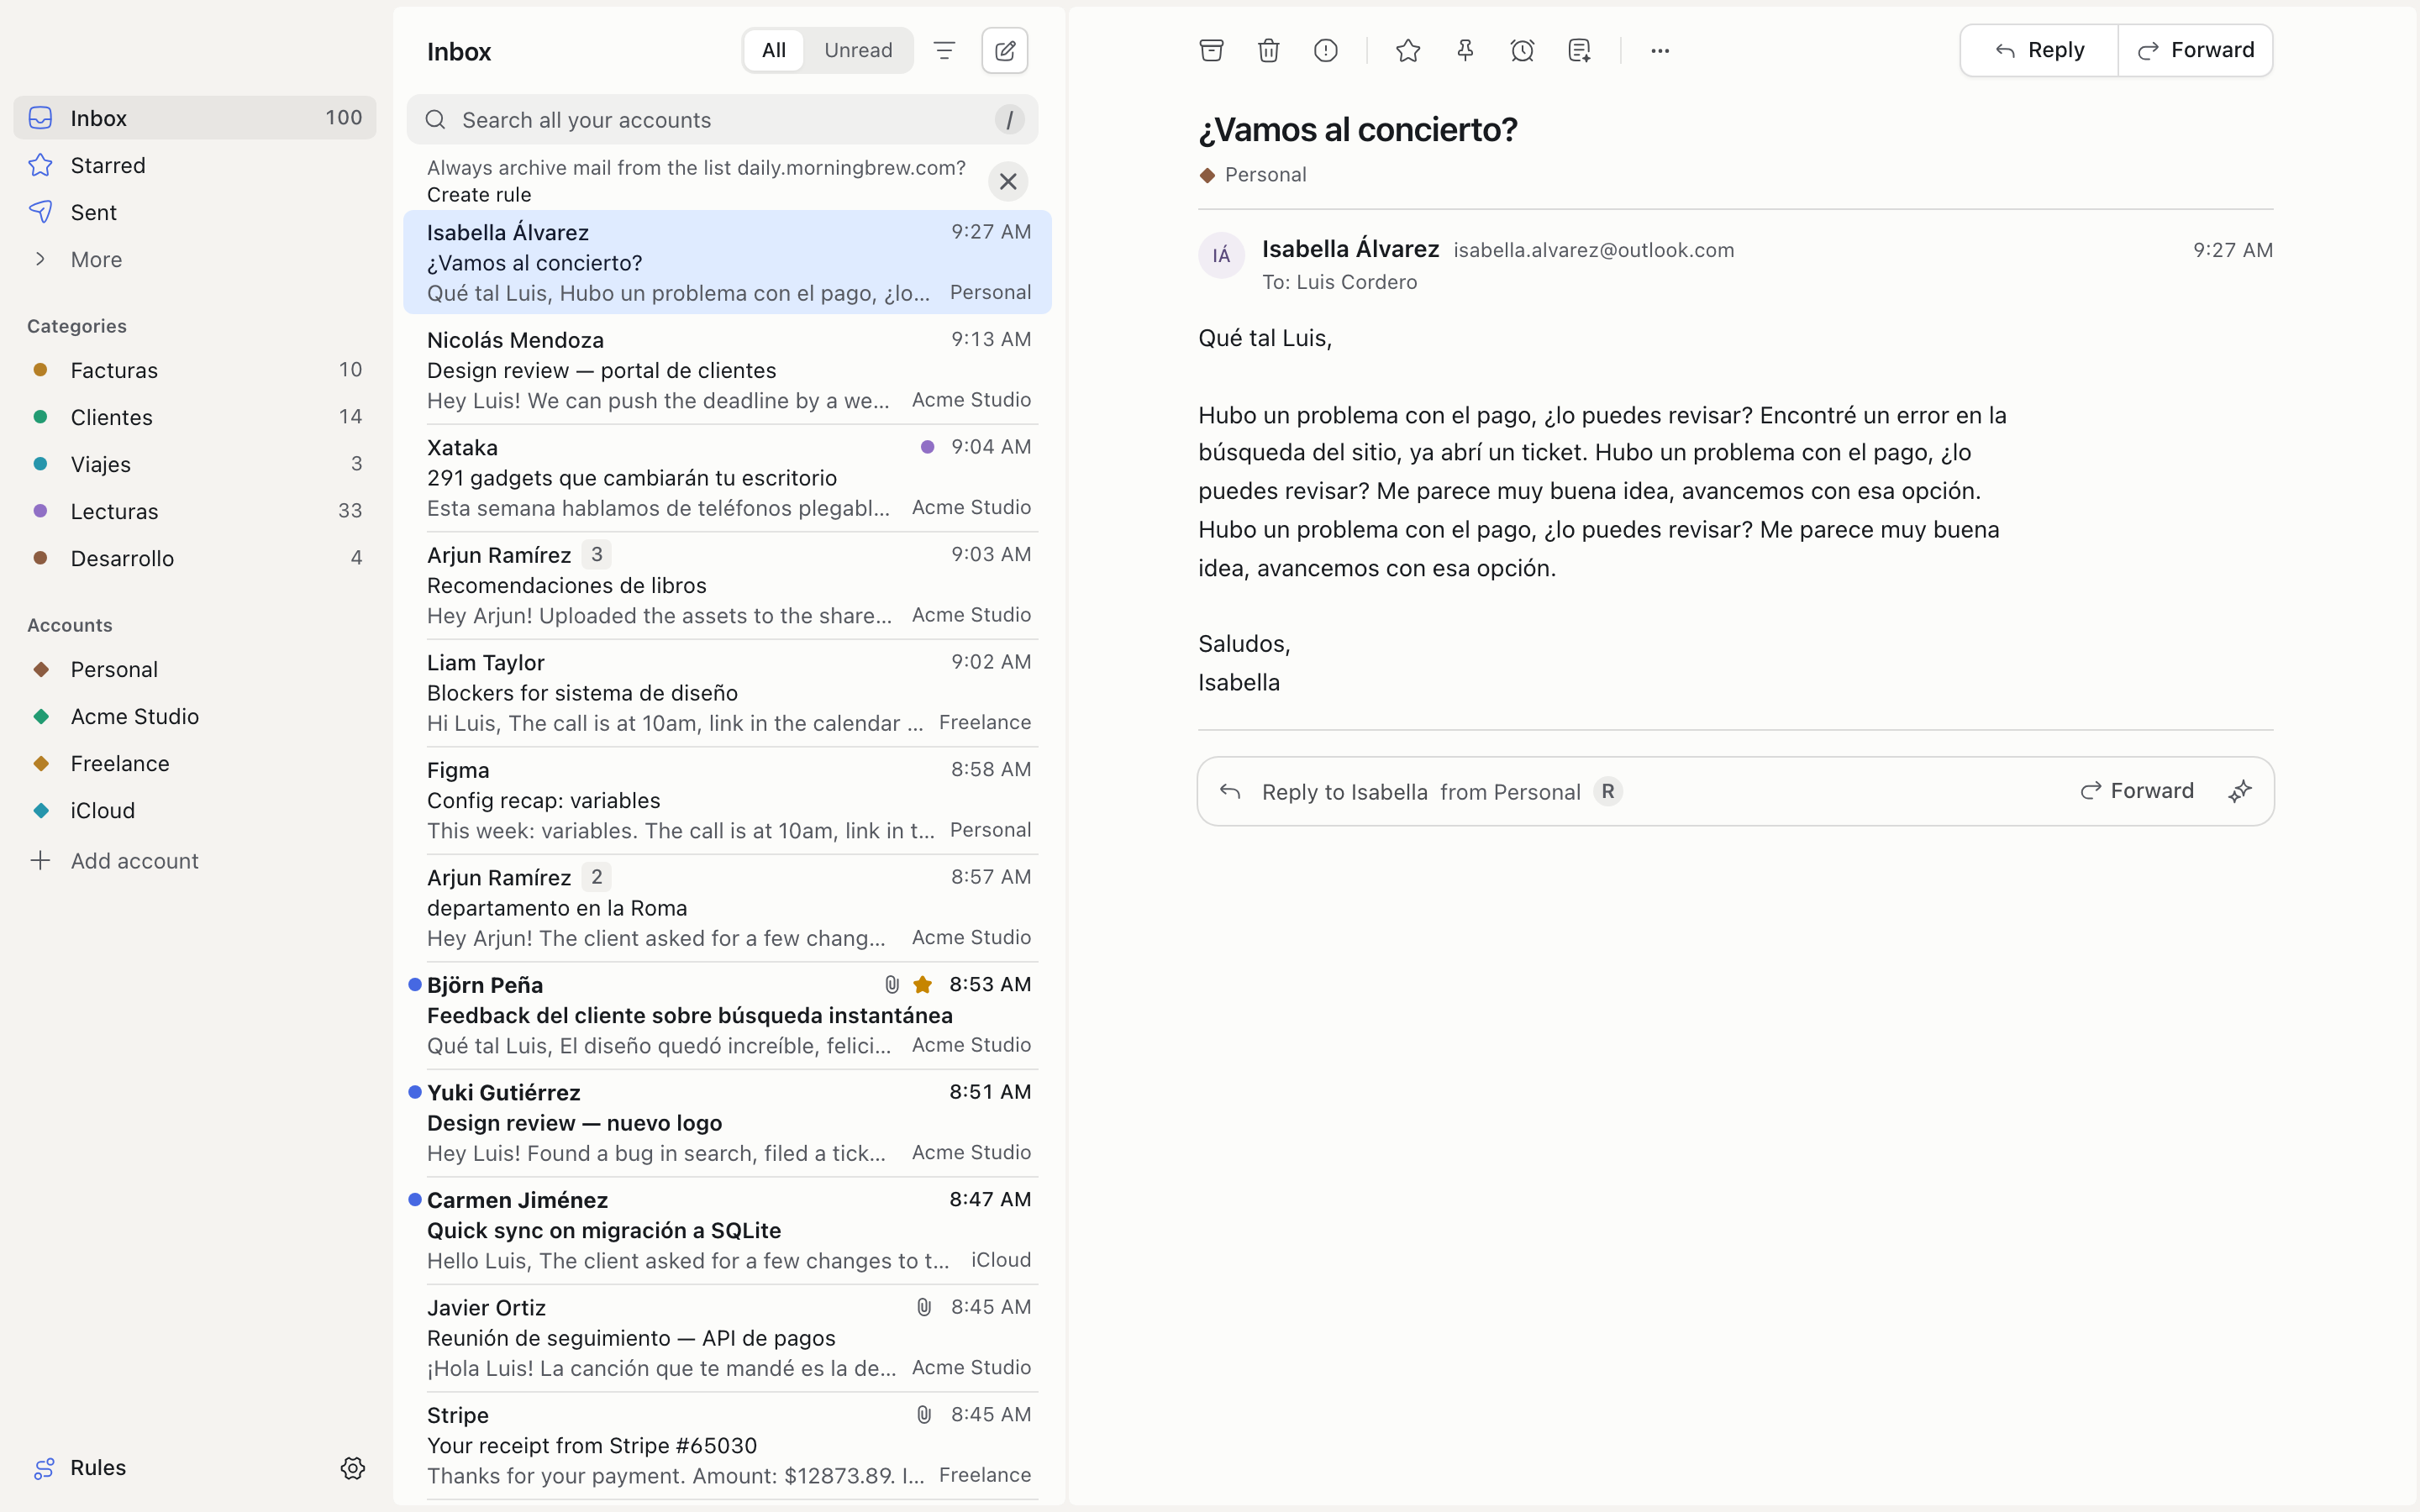 Inbox 100
Starred
Sent
More
Categories
Facturas 10
Clientes 14
Viajes 3
Lecturas 33
Desarrollo 4
Accounts
Personal
Acme Studio
Freelance
iCloud
Add account
Rules
Inbox All Unread
Search all your accounts /
Always archive mail from the list daily.morningbrew.com?
Create rule
Isabella Álvarez 9:27 AM
¿Vamos al concierto?
Qué tal Luis, Hubo un problema con el pago, ¿lo... Personal
Nicolás Mendoza 9:13 AM
Design review — portal de clientes
Hey Luis! We can push the deadline by a we... Acme Studio
Xataka 9:04 AM
291 gadgets que cambiarán tu escritorio
Esta semana hablamos de teléfonos plegabl... Acme Studio
Arjun Ramírez 3 9:03 AM
Recomendaciones de libros
Hey Arjun! Uploaded the assets to the share... Acme Studio
Liam Taylor 9:02 AM
Blockers for sistema de diseño
Hi Luis, The call is at 10am, link in the calendar ... Freelance
Figma 8:58 AM
Config recap: variables
This week: variables. The call is at 10am, link in t... Personal
Arjun Ramírez 2 8:57 AM
departamento en la Roma
Hey Arjun! The client asked for a few chang... Acme Studio
Björn Peña 8:53 AM
Feedback del cliente sobre búsqueda instantánea
Qué tal Luis, El diseño quedó increíble, felici... Acme Studio
Yuki Gutiérrez 8:51 AM
Design review — nuevo logo
Hey Luis! Found a bug in search, filed a tick... Acme Studio
Carmen Jiménez 8:47 AM
Quick sync on migración a SQLite
Hello Luis, The client asked for a few changes to t... iCloud
Javier Ortiz 8:45 AM
Reunión de seguimiento — API de pagos
¡Hola Luis! La canción que te mandé es la de... Acme Studio
Stripe 8:45 AM
Your receipt from Stripe #65030
Thanks for your payment. Amount: $12873.89. I... Freelance
Reply Forward
¿Vamos al concierto?
Personal
IÁ Isabella Álvarez isabella.alvarez@outlook.com 9:27 AM
To: Luis Cordero
Qué tal Luis,
Hubo un problema con el pago, ¿lo puedes revisar? Encontré un error en la
búsqueda del sitio, ya abrí un ticket. Hubo un problema con el pago, ¿lo
puedes revisar? Me parece muy buena idea, avancemos con esa opción.
Hubo un problema con el pago, ¿lo puedes revisar? Me parece muy buena
idea, avancemos con esa opción.
Saludos,
Isabella
Reply to Isabella from Personal R Forward